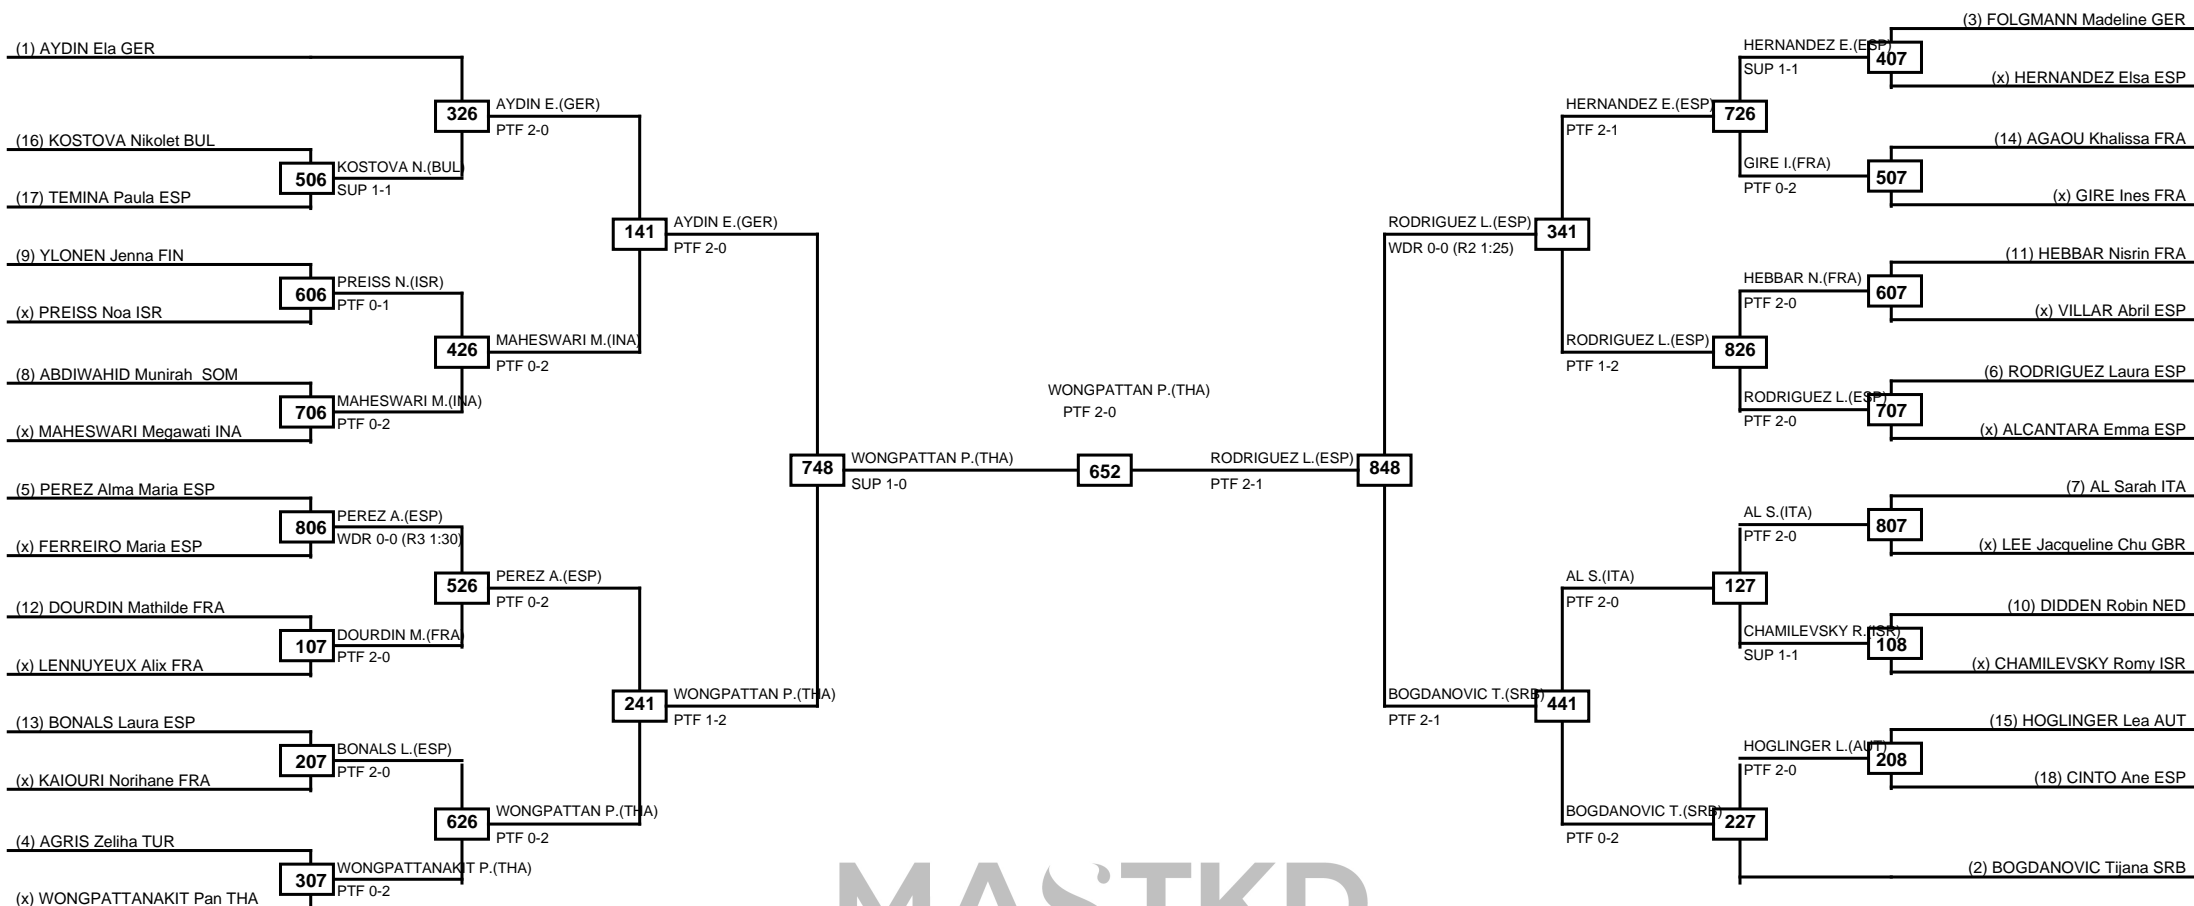 (1) AYDIN Ela GER
326
AYDIN E.(GER)
PTF 2-0
(16) KOSTOVA Nikolet BUL
506
KOSTOVA N.(BUL)
SUP 1-1
(17) TEMINA Paula ESP
141
AYDIN E.(GER)
PTF 2-0
(9) YLONEN Jenna FIN
606
PREISS N.(ISR)
PTF 0-1
(x) PREISS Noa ISR
426
MAHESWARI M.(INA)
PTF 0-2
(8) ABDIWAHID Munirah  SOM
706
MAHESWARI M.(INA)
PTF 0-2
(x) MAHESWARI Megawati INA
748
WONGPATTAN P.(THA)
SUP 1-0
(5) PEREZ Alma Maria ESP
806
PEREZ A.(ESP)
WDR 0-0 (R3 1:30)
(x) FERREIRO Maria ESP
526
PEREZ A.(ESP)
PTF 0-2
(12) DOURDIN Mathilde FRA
107
DOURDIN M.(FRA)
PTF 2-0
(x) LENNUYEUX Alix FRA
241
WONGPATTAN P.(THA)
PTF 1-2
(13) BONALS Laura ESP
207
BONALS L.(ESP)
PTF 2-0
(x) KAIOURI Norihane FRA
626
WONGPATTAN P.(THA)
PTF 0-2
(4) AGRIS Zeliha TUR
307
WONGPATTANAKIT P.(THA)
PTF 0-2
(x) WONGPATTANAKIT Pan THA
WONGPATTAN P.(THA)
PTF 2-0
652
(3) FOLGMANN Madeline GER
HERNANDEZ E.(ESP)
407
SUP 1-1
(x) HERNANDEZ Elsa ESP
HERNANDEZ E.(ESP)
726
PTF 2-1
(14) AGAOU Khalissa FRA
GIRE I.(FRA)
507
PTF 0-2
(x) GIRE Ines FRA
RODRIGUEZ L.(ESP)
341
WDR 0-0 (R2 1:25)
(11) HEBBAR Nisrin FRA
HEBBAR N.(FRA)
607
PTF 2-0
(x) VILLAR Abril ESP
RODRIGUEZ L.(ESP)
826
PTF 1-2
(6) RODRIGUEZ Laura ESP
RODRIGUEZ L.(ESP)
707
PTF 2-0
(x) ALCANTARA Emma ESP
RODRIGUEZ L.(ESP)
848
PTF 2-1
(7) AL Sarah ITA
AL S.(ITA)
807
PTF 2-0
(x) LEE Jacqueline Chu GBR
AL S.(ITA)
127
PTF 2-0
(10) DIDDEN Robin NED
CHAMILEVSKY R.(ISR)
108
SUP 1-1
(x) CHAMILEVSKY Romy ISR
BOGDANOVIC T.(SRB)
441
PTF 2-1
(15) HOGLINGER Lea AUT
HOGLINGER L.(AUT)
208
PTF 2-0
(18) CINTO Ane ESP
BOGDANOVIC T.(SRB)
227
PTF 0-2
(2) BOGDANOVIC Tijana SRB
MASTKD